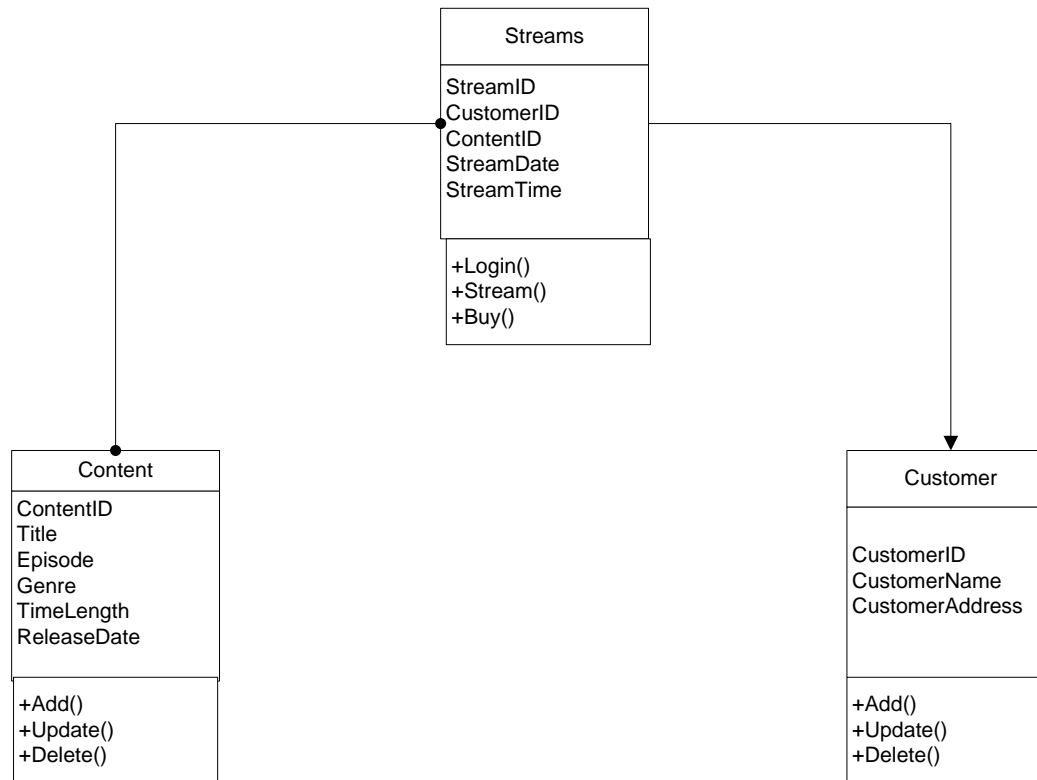 Streams
StreamID
CustomerID
ContentID
StreamDate
StreamTime
+Login()
+Stream()
+Buy()
Content
ContentID
Title
Episode
Genre
TimeLength
ReleaseDate
+Add()
+Update()
+Delete()
Customer
CustomerID
CustomerName
CustomerAddress
+Add()
+Update()
+Delete()